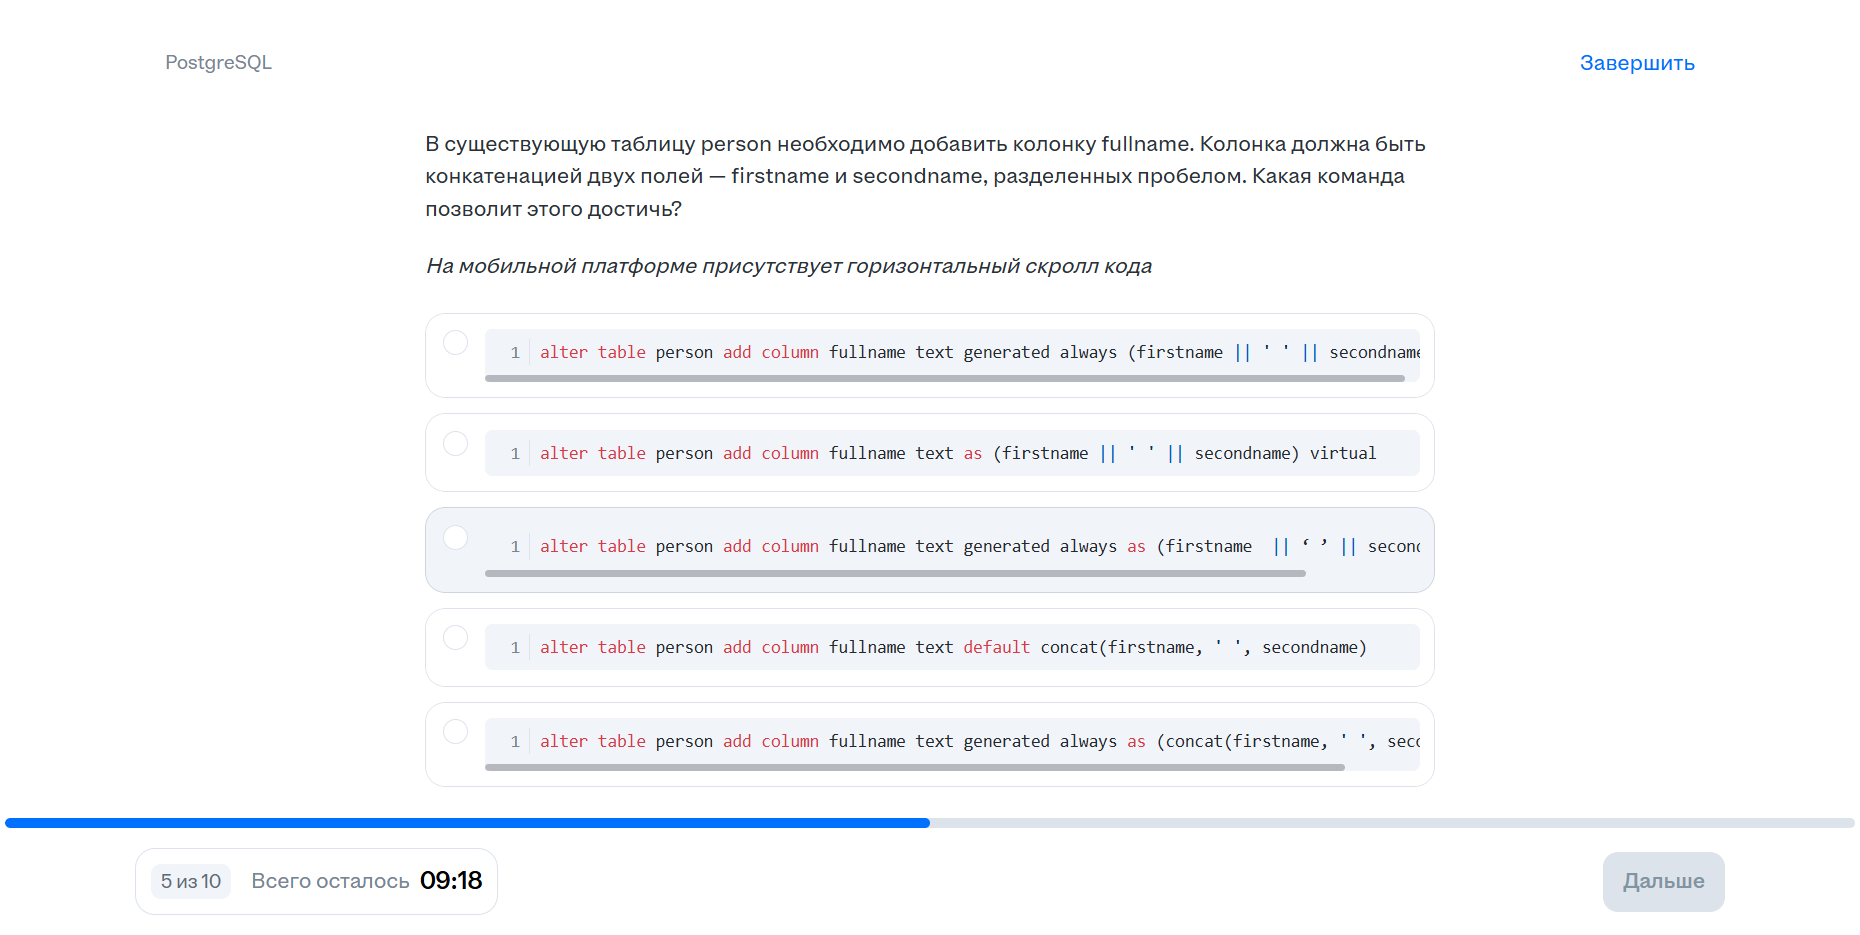 PostgreSQL
Завершить
В существующую таблицу person необходимо добавить колонку fullname. Колонка должна быть
конкатенацией двух полей — firstname и secondname, разделенных пробелом. Какая команда
позволит этого достичь?
На мобильной платформе присутствует горизонтальный скролл кода
1 alter table person add column fullname text generated always (firstname || ' ' || secondname
1 alter table person add column fullname text as (firstname || ' ' || secondname) virtual
1 alter table person add column fullname text generated always as (firstname  || ‘ ’ || second
1 alter table person add column fullname text default concat(firstname, ' ', secondname)
1 alter table person add column fullname text generated always as (concat(firstname, ' ', seco
5 из 10 Всего осталось 09:18
Дальше